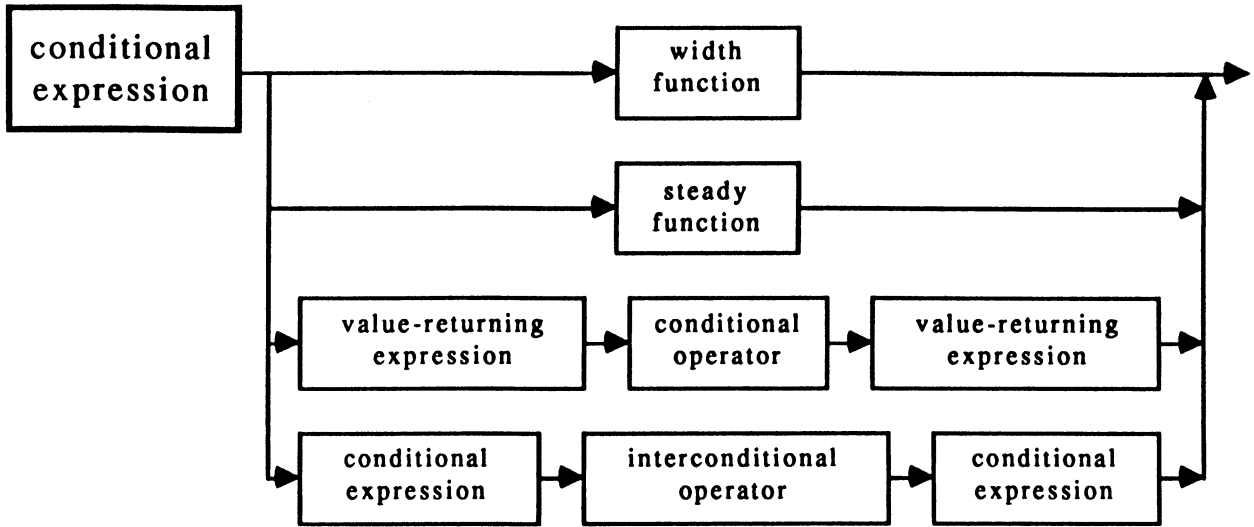 conditional
expression
width
function
steady
function
value-returning
expression
conditional
operator
value-returning
expression
conditional
expression
interconditional
operator
conditional
expression